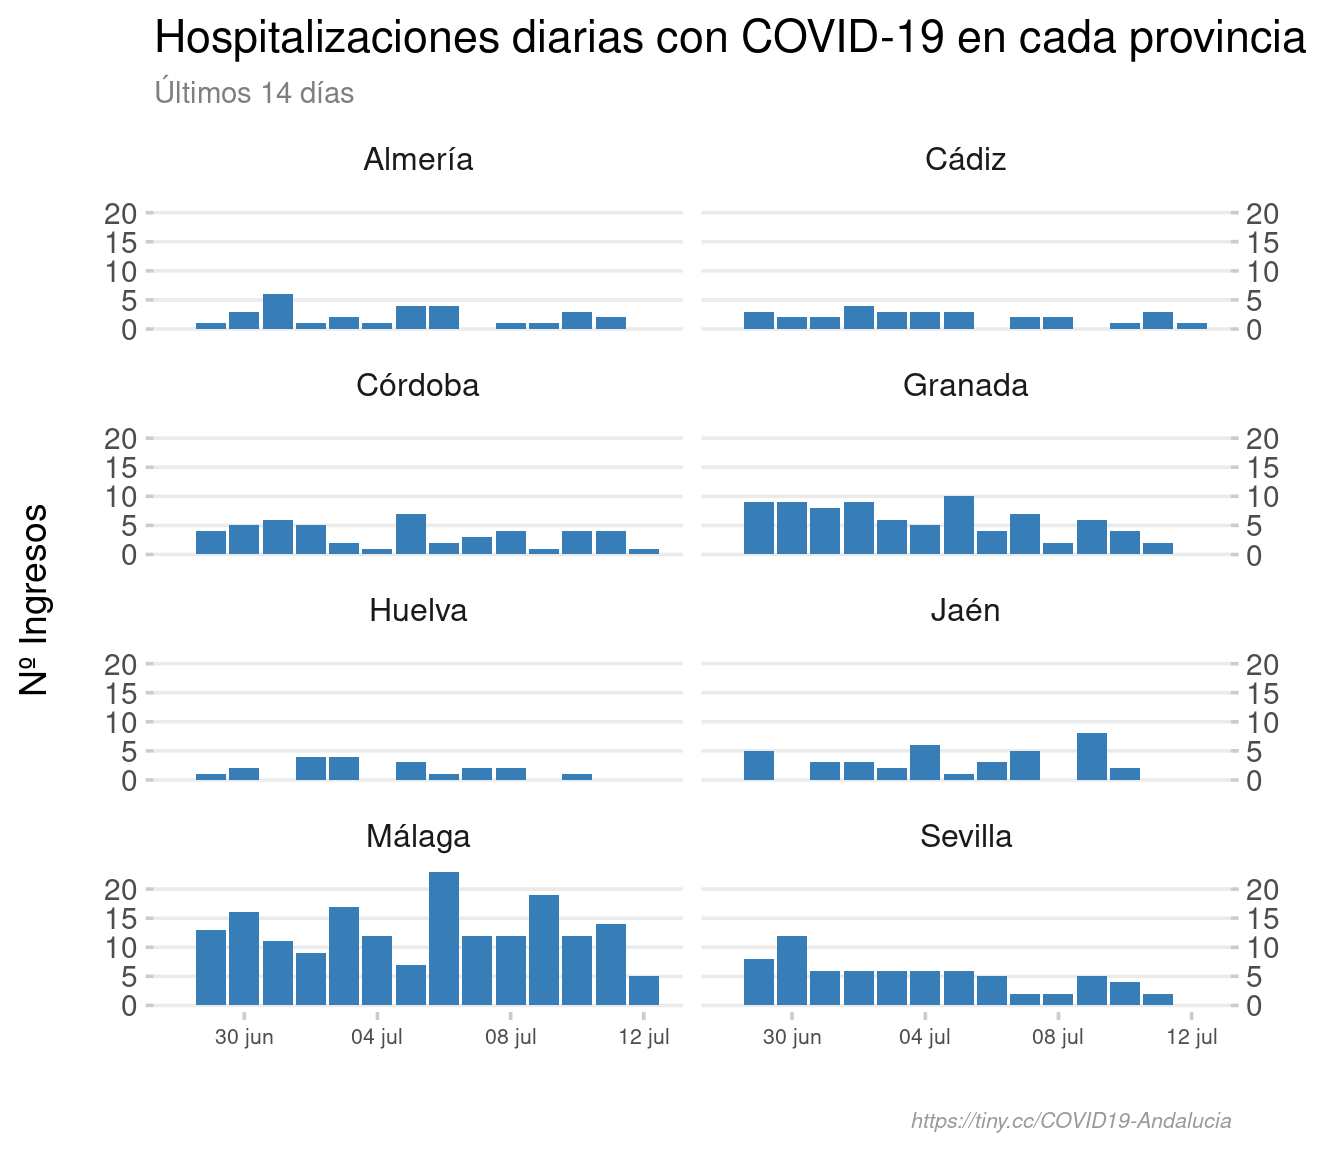 Hospitalizaciones diarias con COVID-19 en cada provincia
Últimos 14 días
Almería
Cádiz
20
15
10
5
0
20
15
10
5
0
Córdoba
Granada
20
15
10
5
0
20
15
10
5
0
Nº Ingresos
Huelva
Jaén
20
15
10
5
0
20
15
10
5
0
Málaga
Sevilla
20
15
10
5
0
20
15
10
5
0
30 jun 04 jul 08 jul 12 jul
30 jun 04 jul 08 jul 12 jul
https://tiny.cc/COVID19-Andalucia